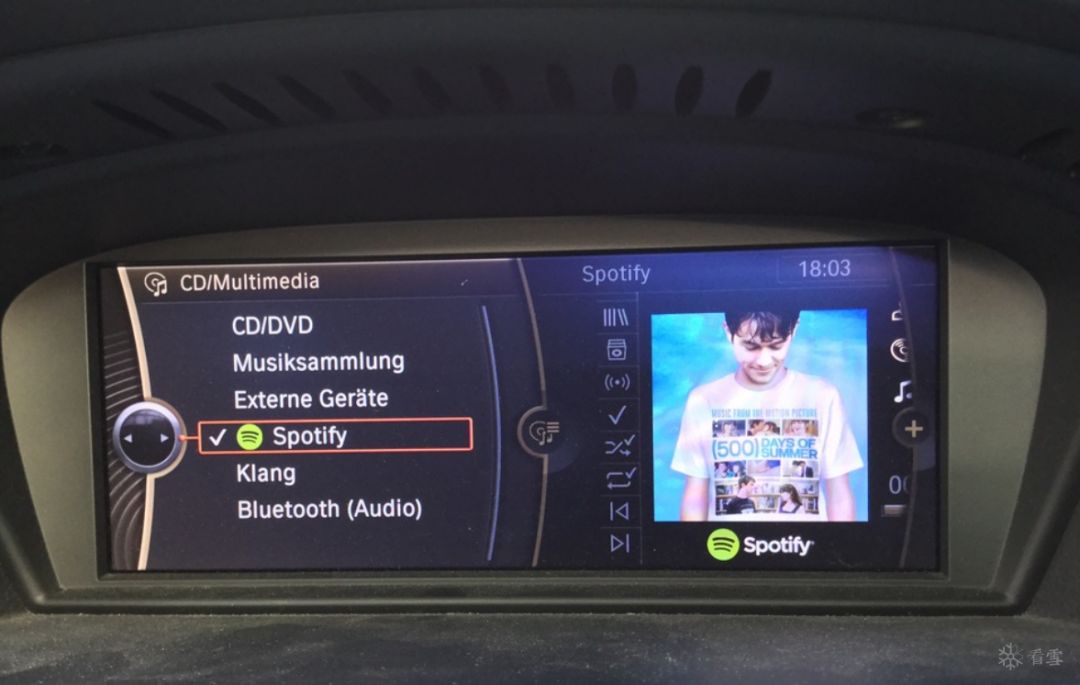 CD/Multimedia
CD/DVD
Musiksammlung
Externe Geräte
Spotify
Klang
Bluetooth (Audio)
Spotify
18:03
MUSIC FROM THE MOTION PICTURE
(500) DAYS OF
SUMMER
Spotify
看雪